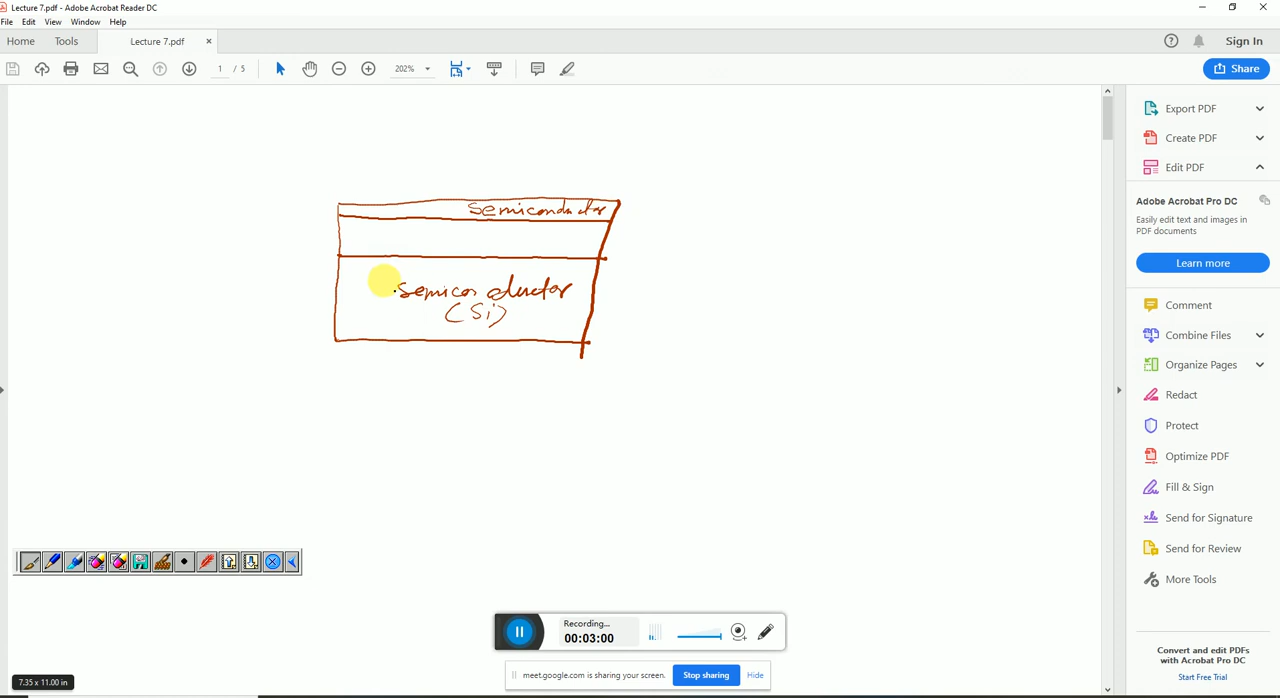 Lecture 7.pdf - Adobe Acrobat Reader DC
File Edit View Window Help
Home Tools Lecture 7.pdf × Sign In
1 / 5 202% Share
Export PDF
Create PDF
Edit PDF
Adobe Acrobat Pro DC
Easily edit text and images in
PDF documents
Learn more
Comment
Combine Files
Organize Pages
Redact
Protect
Optimize PDF
Fill & Sign
Send for Signature
Send for Review
More Tools
Convert and edit PDFs
with Acrobat Pro DC
Start Free Trial
Semiconductor
semiconductor
(Si)
Recording...
00:03:00
meet.google.com is sharing your screen. Stop sharing Hide
7.35 x 11.00 in